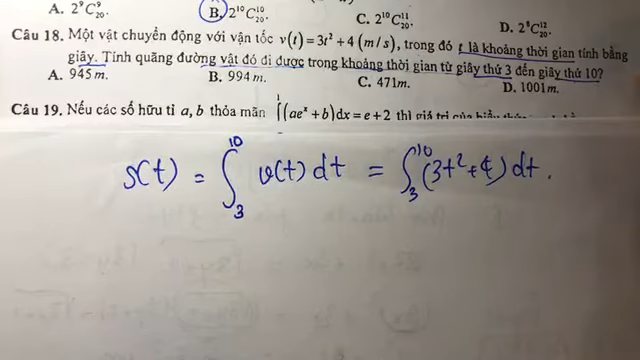 A. 2⁹C⁹₂₀. B. 2¹⁰C¹⁰₂₀. C. 2¹⁰C¹¹₂₀. D. 2⁸C¹²₂₀.
Câu 18. Một vật chuyển động với vận tốc v(t) = 3t² + 4 (m/s), trong đó t là khoảng thời gian tính bằng
giây. Tính quãng đường vật đó đi được trong khoảng thời gian từ giây thứ 3 đến giây thứ 10?
A. 945 m. B. 994 m. C. 471m. D. 1001m.
Câu 19. Nếu các số hữu tỉ a, b thỏa mãn ∫((aeˣ + b)dx = e + 2 thì giá trị của
s(t) = ∫₃¹⁰ v(t) dt = ∫₃¹⁰ (3t² + 4) dt.